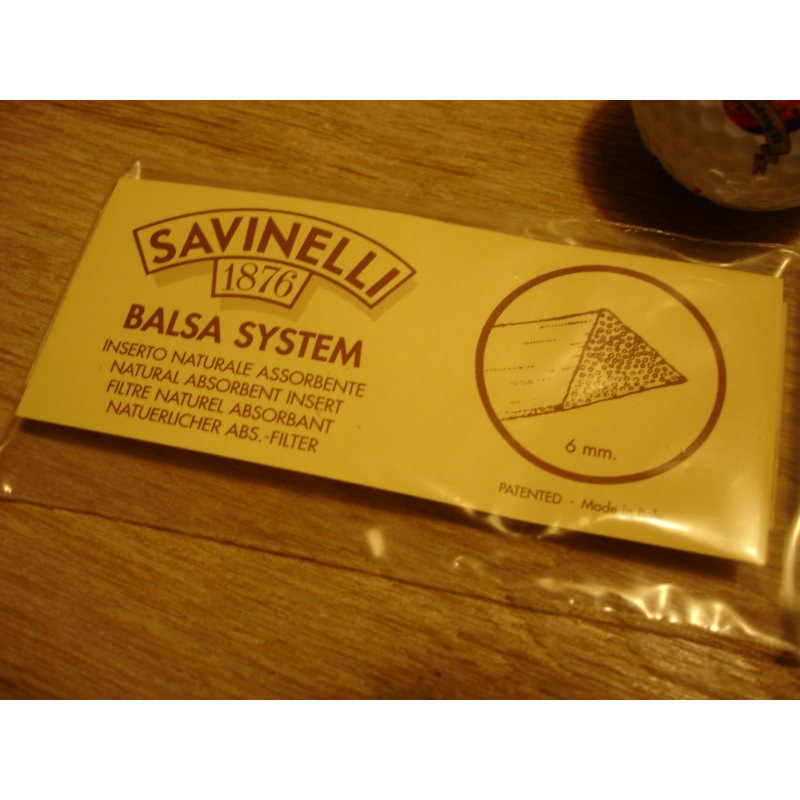 SAVINELLI
1876
BALSA SYSTEM
INSERTO NATURALE ASSORBENTE
NATURAL ABSORBENT INSERT
FILTRE NATUREL ABSORBANT
NATUERLICHER ABS.-FILTER
6 mm.
PATENTED - Made in